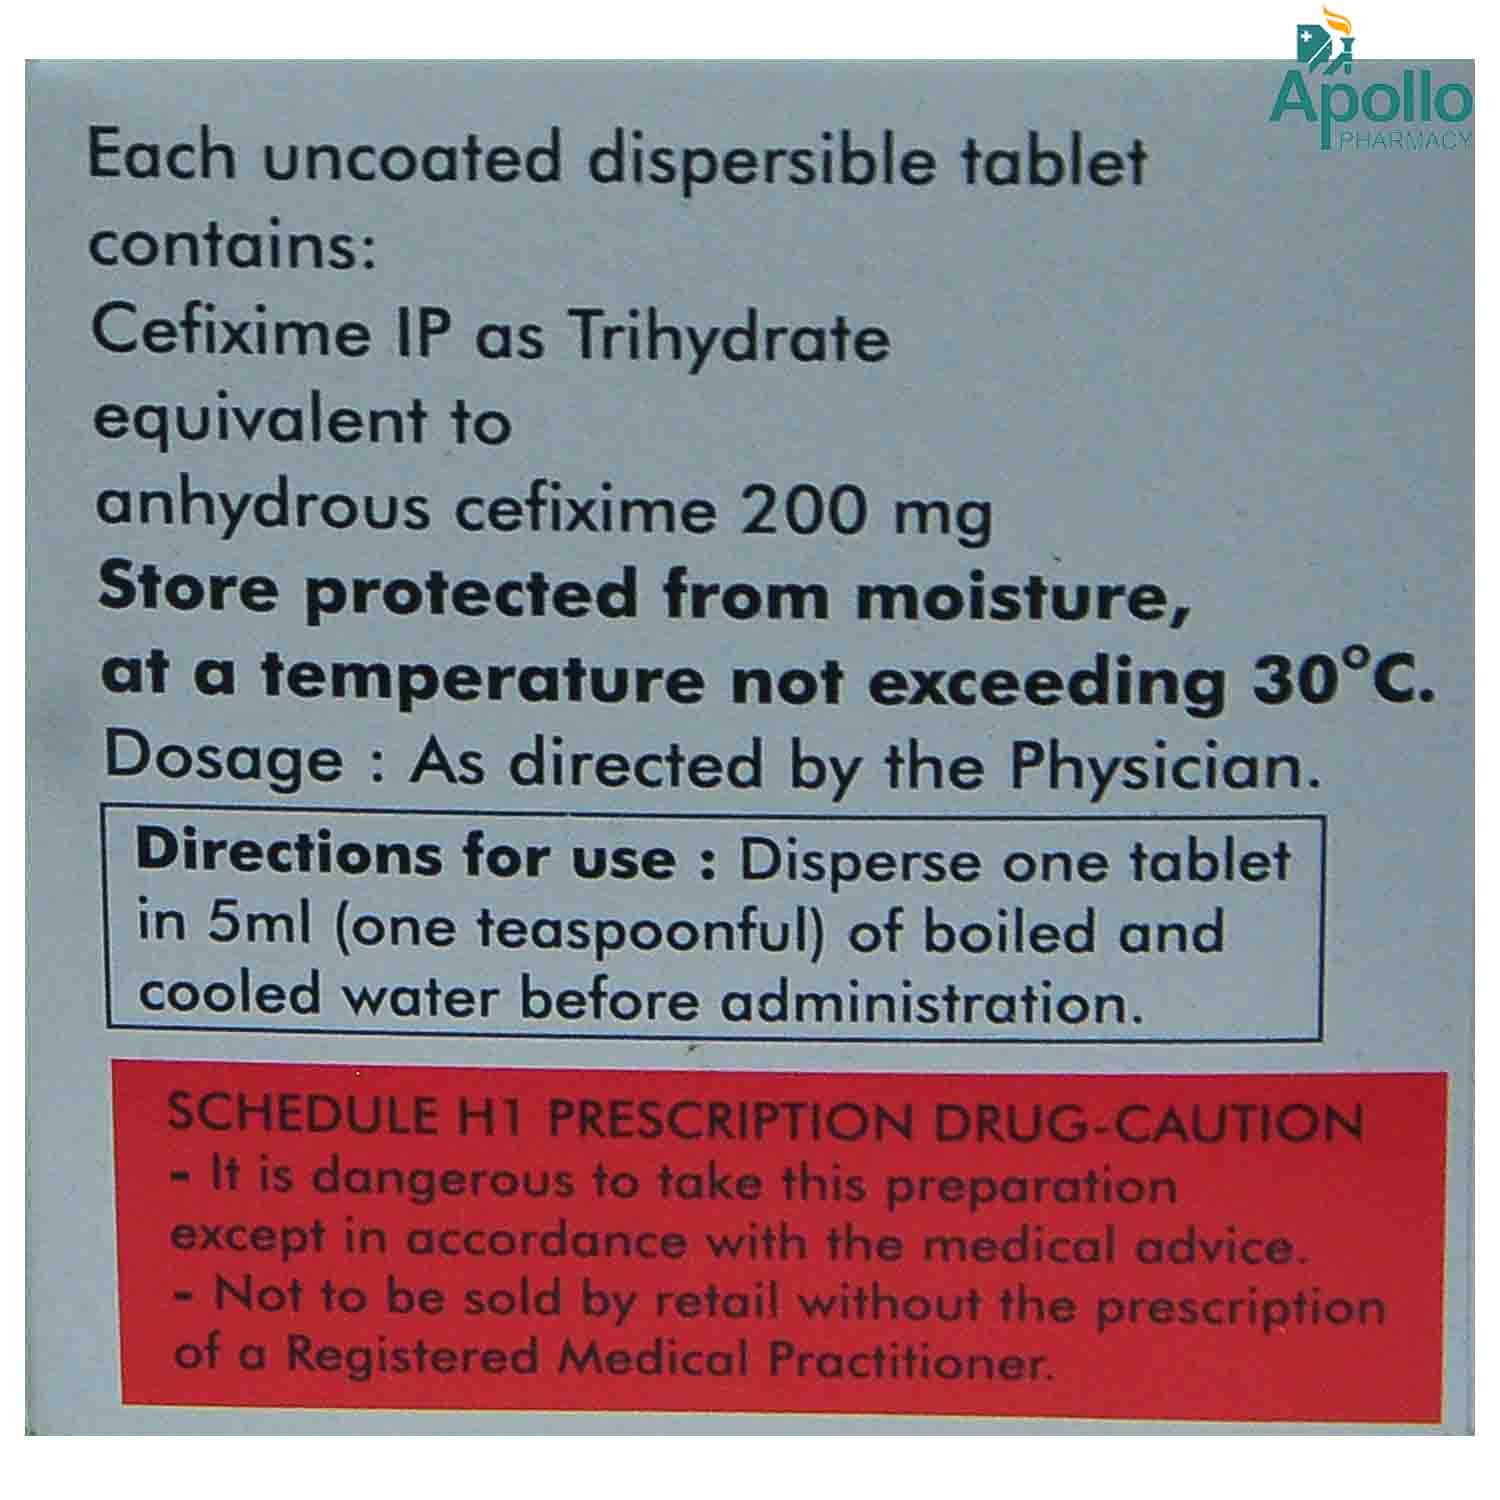 Apollo
PHARMACY
Each uncoated dispersible tablet
contains:
Cefixime IP as Trihydrate
equivalent to
anhydrous cefixime 200 mg
Store protected from moisture,
at a temperature not exceeding 30°C.
Dosage : As directed by the Physician.
Directions for use : Disperse one tablet
in 5ml (one teaspoonful) of boiled and
cooled water before administration.
SCHEDULE H1 PRESCRIPTION DRUG-CAUTION
- It is dangerous to take this preparation
except in accordance with the medical advice.
- Not to be sold by retail without the prescription
of a Registered Medical Practitioner.